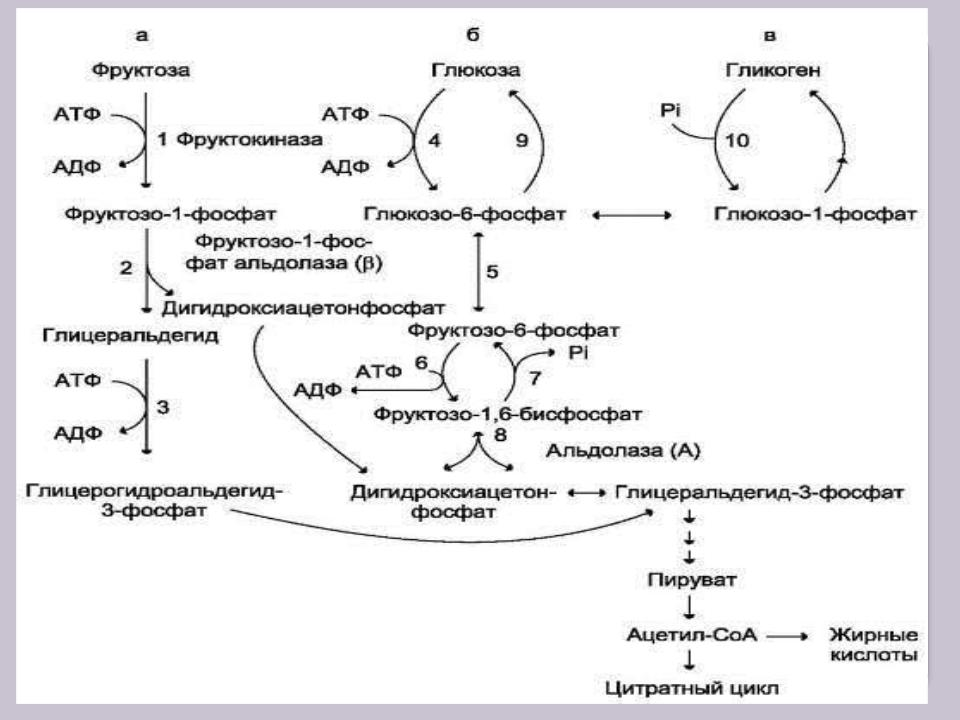 а
б
в
Фруктоза
Глюкоза
Гликоген
АТФ
АТФ
Pi
1 Фруктокиназа
4
9
10
АДФ
АДФ
Фруктозо-1-фосфат
Глюкозо-6-фосфат
Глюкозо-1-фосфат
Фруктозо-1-фос-
фат альдолаза (β)
2
5
Дигидроксиацетонфосфат
Глицеральдегид
Фруктозо-6-фосфат
Pi
АТФ
6
7
АДФ
АТФ
3
АДФ
Фруктозо-1,6-бисфосфат
8
Альдолаза (А)
Глицерогидроальдегид-
3-фосфат
Дигидроксиацетон-
фосфат
Глицеральдегид-3-фосфат
Пируват
Ацетил-СоА
Жирные
кислоты
Цитратный цикл